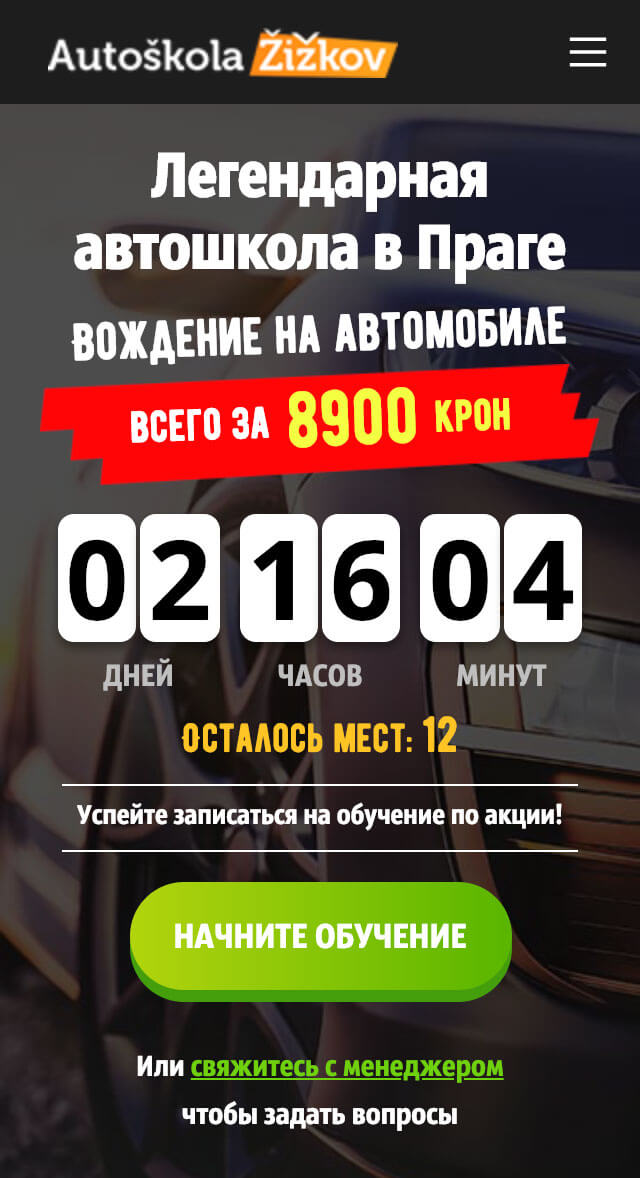 Autoškola Žižkov
Легендарная
автошкола в Праге
ВОЖДЕНИЕ НА АВТОМОБИЛЕ
ВСЕГО ЗА 8900 КРОН
02 16 04
ДНЕЙ ЧАСОВ МИНУТ
ОСТАЛОСЬ МЕСТ: 12
Успейте записаться на обучение по акции!
НАЧНИТЕ ОБУЧЕНИЕ
Или свяжитесь с менеджером
чтобы задать вопросы